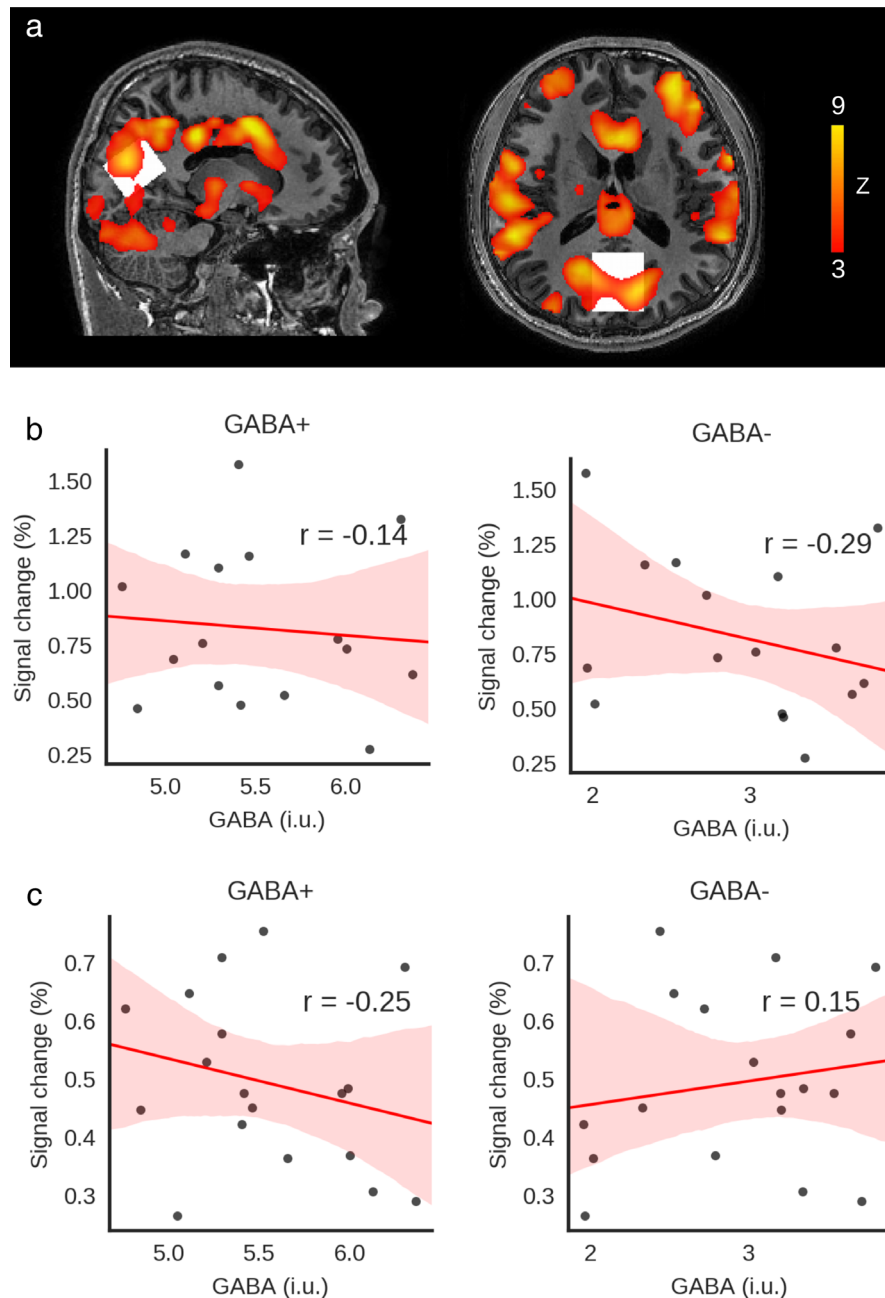 a
9
Z
3
b
GABA+
Signal change (%)
1.50
1.25
1.00
0.75
0.50
0.25
r = -0.14
5.0 5.5 6.0
GABA (i.u.)
GABA-
Signal change (%)
1.50
1.25
1.00
0.75
0.50
0.25
r = -0.29
2 3
GABA (i.u.)
c
GABA+
Signal change (%)
0.7
0.6
0.5
0.4
0.3
r = -0.25
5.0 5.5 6.0
GABA (i.u.)
GABA-
Signal change (%)
0.7
0.6
0.5
0.4
0.3
r = 0.15
2 3
GABA (i.u.)